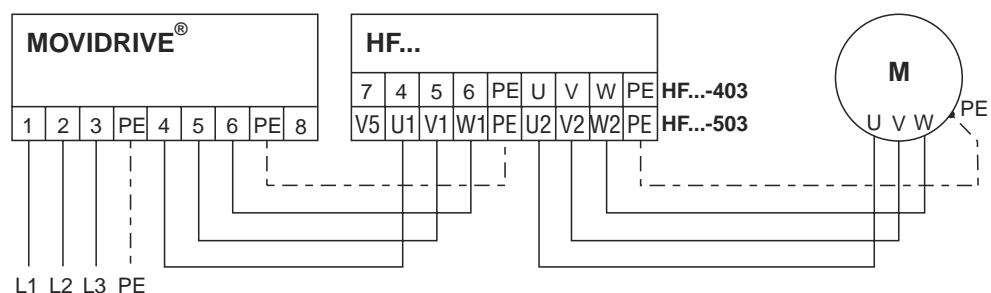 MOVIDRIVE®
1 2 3 PE 4 5 6 PE 8
L1 L2 L3 PE
HF...
7 4 5 6 PE U V W PE HF...-403
V5 U1 V1 W1 PE U2 V2 W2 PE HF...-503
M
U V W
PE